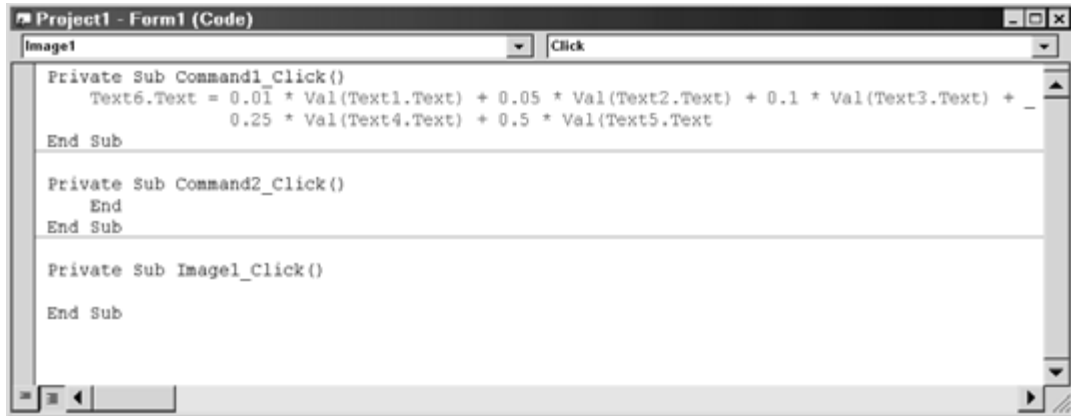 Project1 - Form1 (Code)
Image1 Click
Private Sub Command1_Click()
Text6.Text = 0.01 * Val(Text1.Text) + 0.05 * Val(Text2.Text) + 0.1 * Val(Text3.Text) + _
0.25 * Val(Text4.Text) + 0.5 * Val(Text5.Text
End Sub
Private Sub Command2_Click()
End
End Sub
Private Sub Image1_Click()
End Sub